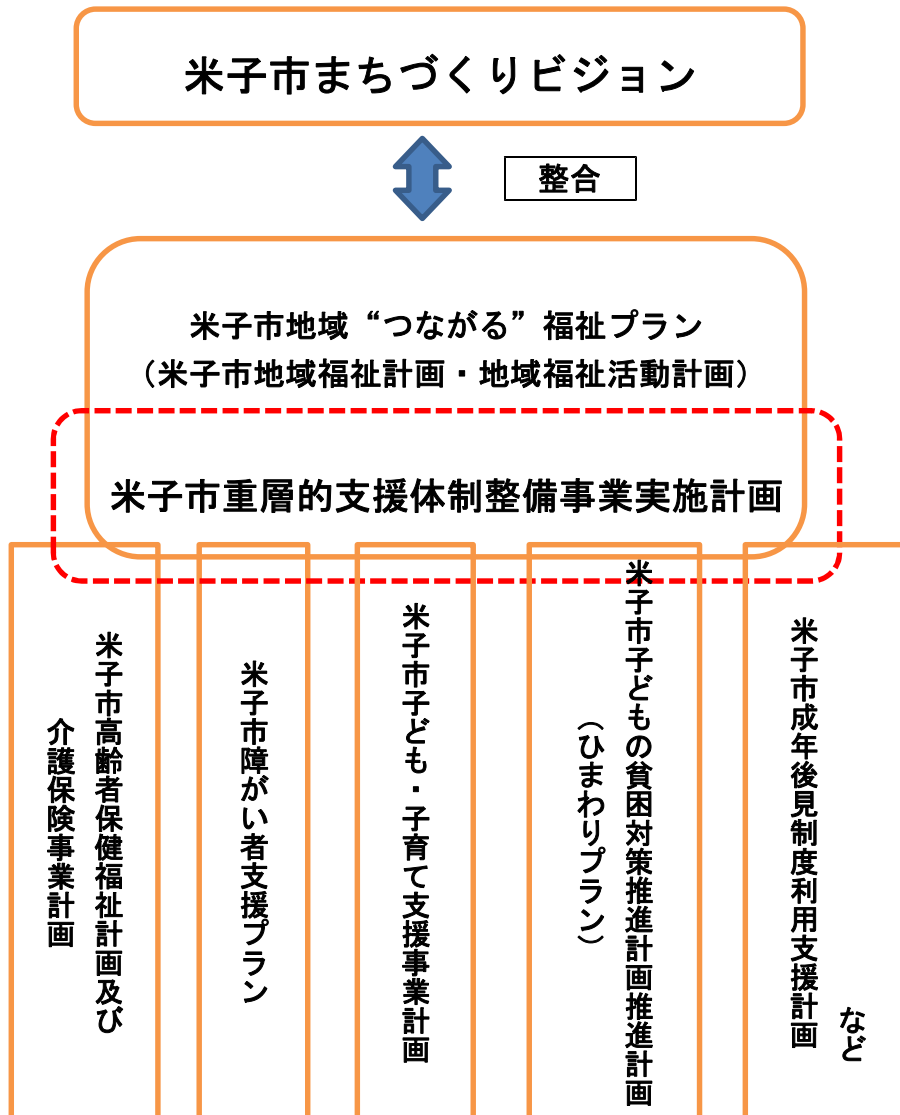 米子市まちづくりビジョン
整合
米子市地域“つながる”福祉プラン
（米子市地域福祉計画・地域福祉活動計画）
米子市重層的支援体制整備事業実施計画
米子市高齢者保健福祉計画及び
介護保険事業計画
米子市障がい者支援プラン
米子市子ども・子育て支援事業計画
米子市子どもの貧困対策推進計画推進計画
（ひまわりプラン）
米子市成年後見制度利用支援計画
など